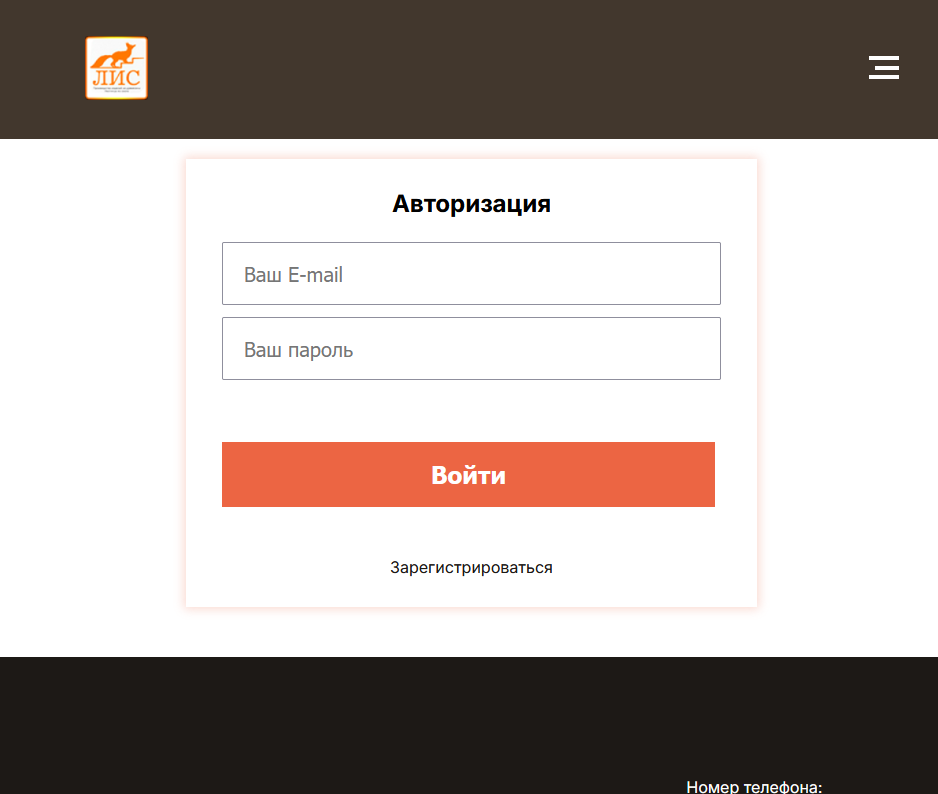 ЛИС
Авторизация
Ваш E-mail
Ваш пароль
Войти
Зарегистрироваться
Номер телефона: